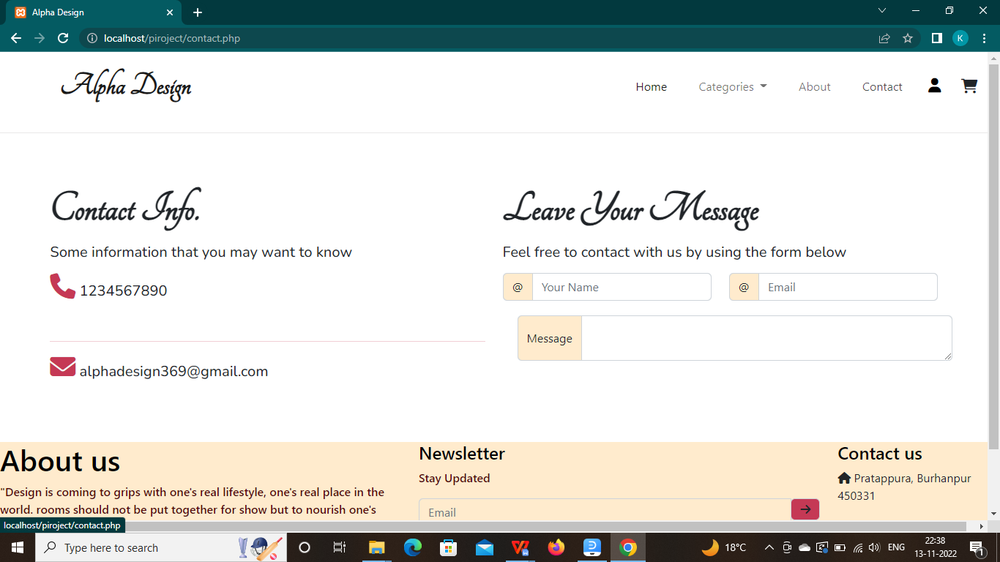 Alpha Design
localhost/piroject/contact.php
K
Alpha Design
Home
Categories
About
Contact
Contact Info.
Some information that you may want to know
1234567890
alphadesign369@gmail.com
Leave Your Message
Feel free to contact with us by using the form below
@ Your Name
@ Email
Message
About us
"Design is coming to grips with one's real lifestyle, one's real place in the
world. rooms should not be put together for show but to nourish one's
Newsletter
Stay Updated
Email
Contact us
Pratappura, Burhanpur
450331
localhost/piroject/contact.php
Type here to search
18°C
ENG
22:38
13-11-2022
1